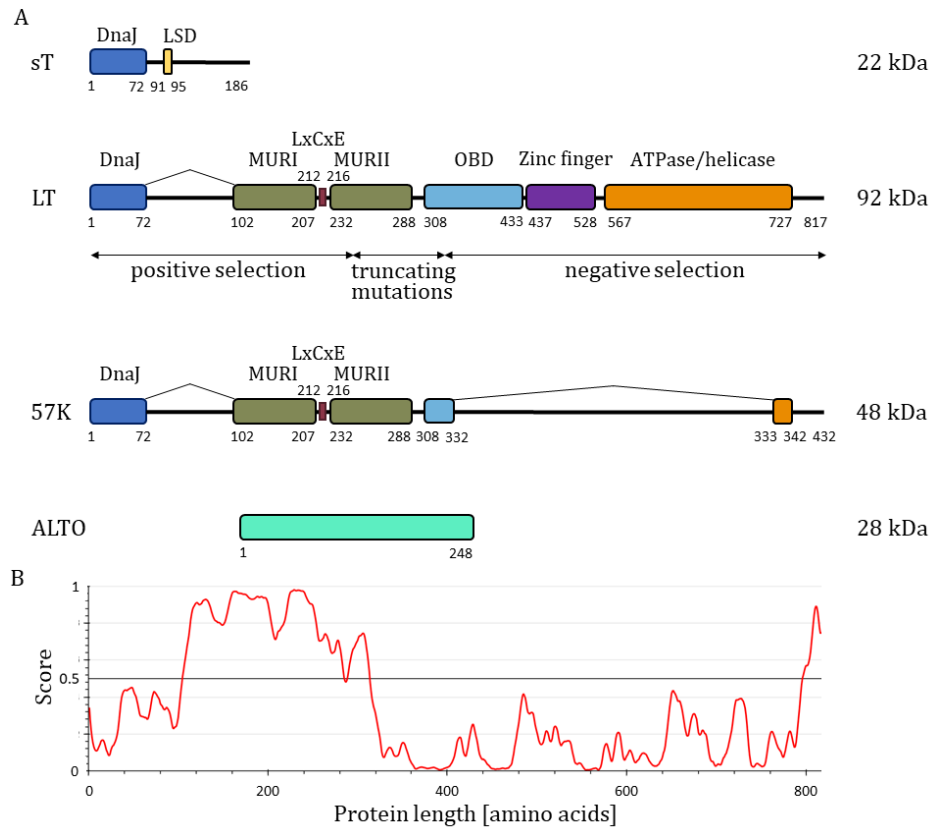 A
DnaJ LSD
sT 22 kDa
1 72 91 95 186
LxCxE
DnaJ MURI MURII OBD Zinc finger ATPase/helicase
212 216
LT 92 kDa
1 72 102 207 232 288 308 433 437 528 567 727 817
positive selection truncating negative selection
mutations
LxCxE
DnaJ MURI MURII
212 216
57K 48 kDa
1 72 102 207 232 288 308 332 333 342 432
ALTO 28 kDa
1 248
B
1
0.5
0
Score
0 200 400 600 800
Protein length [amino acids]